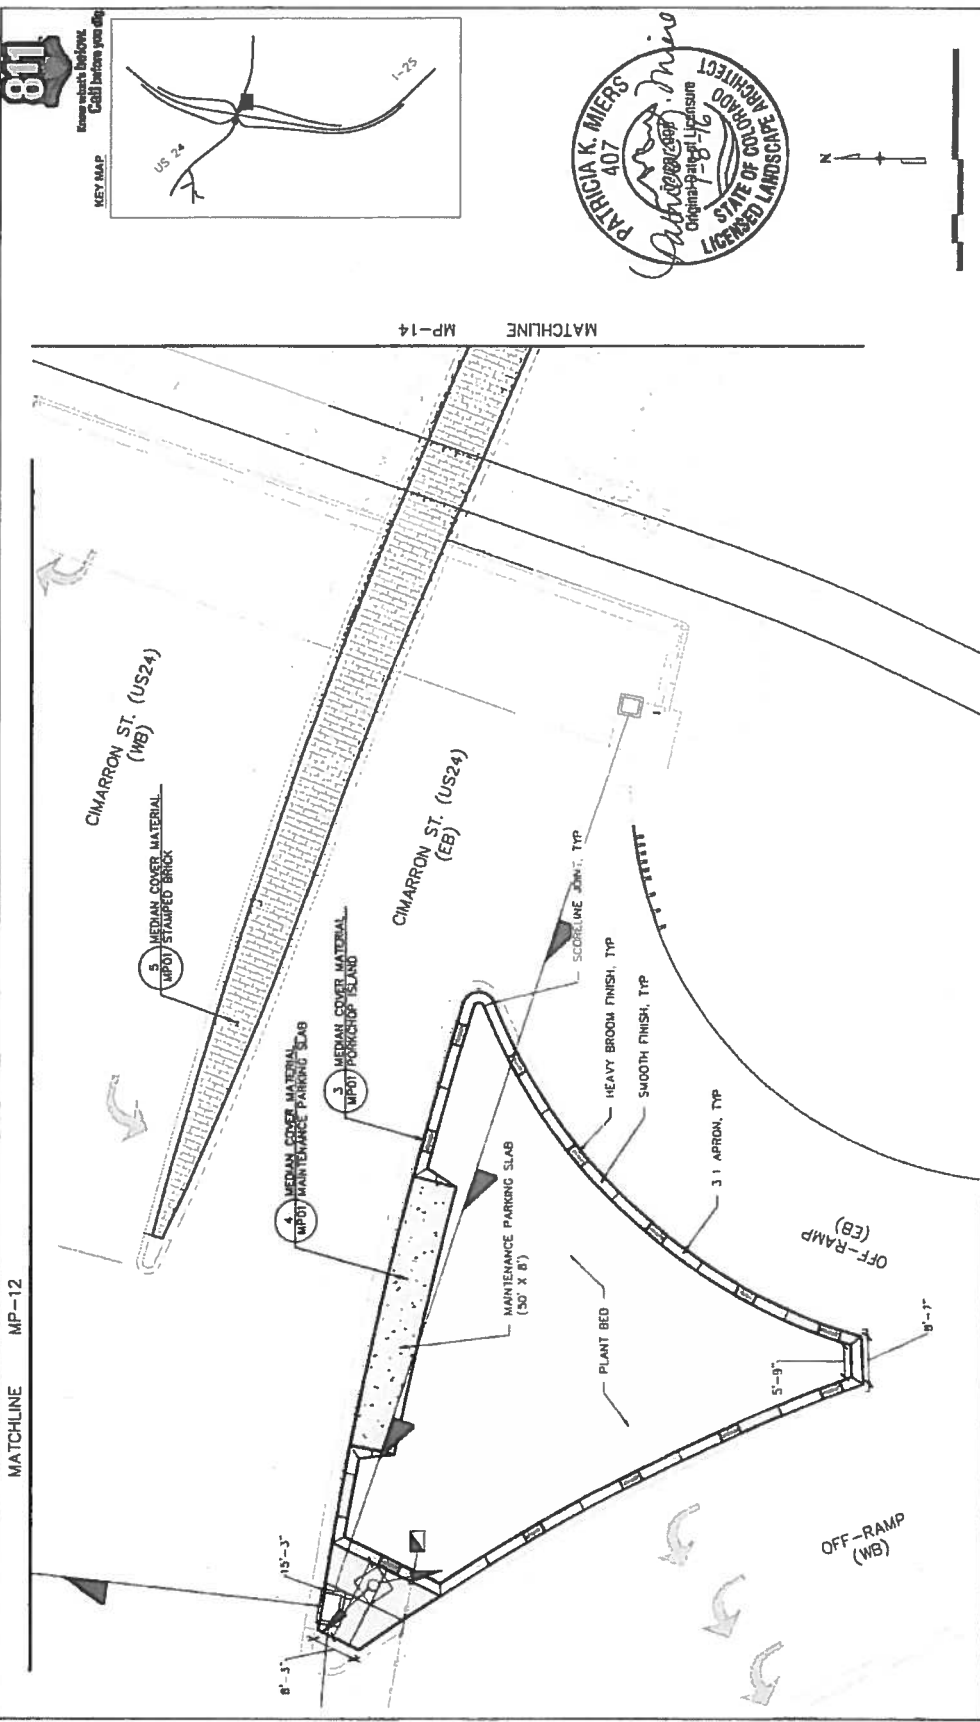 811
Know what's below.
Call before you dig.
KEY MAP
US 24
I-25
PATRICIA K. MIERS
407
Original Date of Licensure
1-8-16
STATE OF COLORADO
LICENSED LANDSCAPE ARCHITECT
N
MATCHLINE MP-14
MATCHLINE MP-12
CIMARRON ST. (US24)
(WB)
5
MP01
MEDIAN COVER MATERIAL
STAMPED BRICK
CIMARRON ST. (US24)
(EB)
4
MP01
MEDIAN COVER MATERIAL
MAINTENANCE PARKING SLAB
3
MP01
MEDIAN COVER MATERIAL
PORKCHOP ISLAND
SCORELINE JOINT, TYP
HEAVY BROOM FINISH, TYP
SMOOTH FINISH, TYP
3 1 APRON, TYP
MAINTENANCE PARKING SLAB
(50' X 8')
PLANT BED
15'-3"
8'-3"
5'-9"
8'-7"
OFF-RAMP
(EB)
OFF-RAMP
(WB)